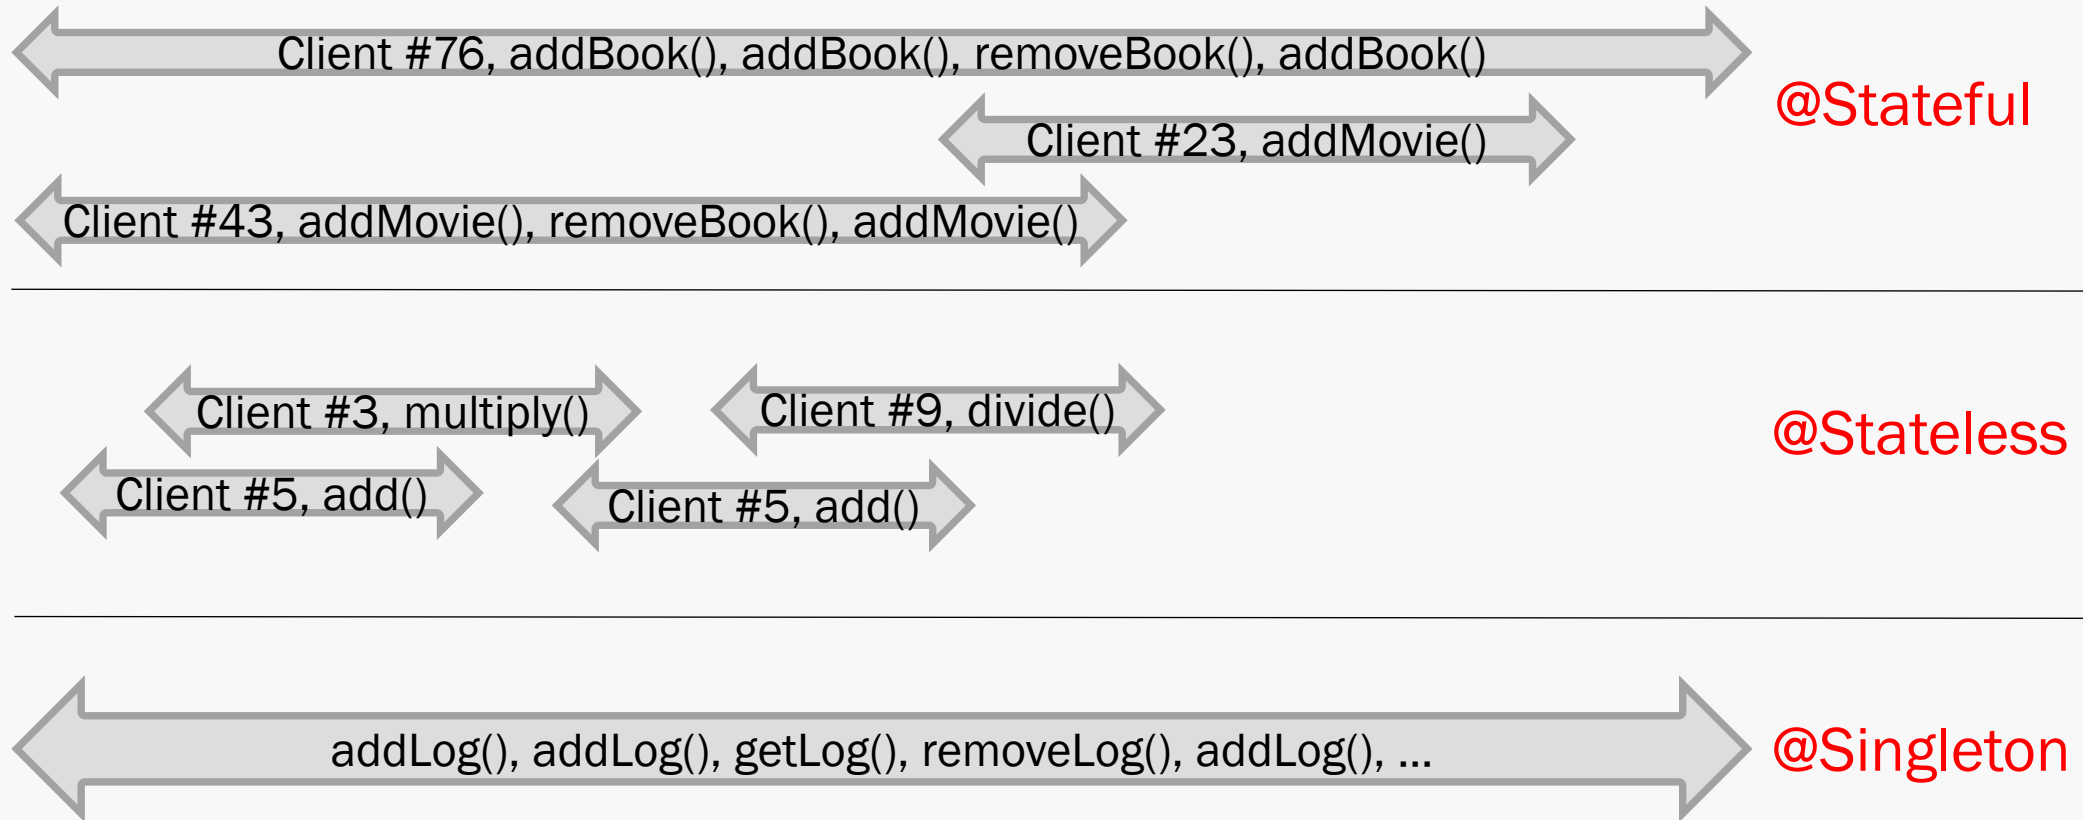 Client #76, addBook(), addBook(), removeBook(), addBook()
@Stateful
Client #23, addMovie()
Client #43, addMovie(), removeBook(), addMovie()
Client #3, multiply()
Client #9, divide()
@Stateless
Client #5, add()
Client #5, add()
addLog(), addLog(), getLog(), removeLog(), addLog(), ...
@Singleton